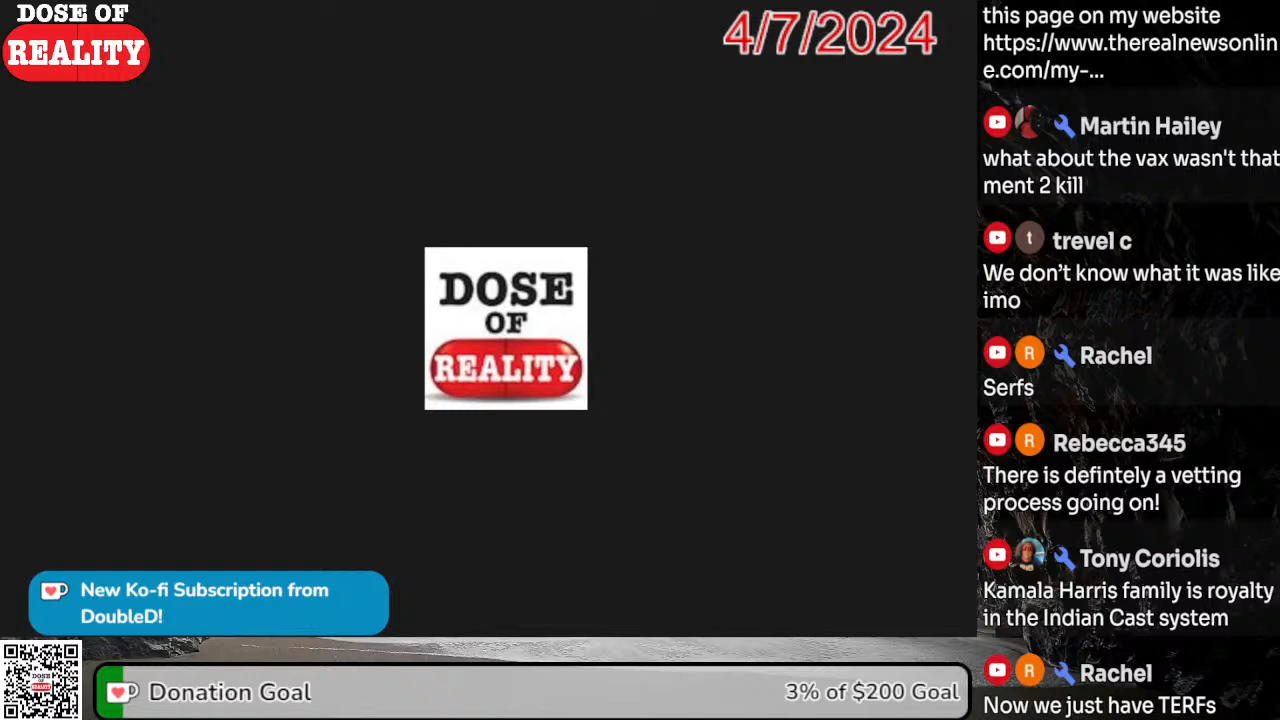 DOSE OF
REALITY
4/7/2024
DOSE
OF
REALITY
New Ko-fi Subscription from
DoubleD!
DOSE
OF
REALITY
Donation Goal
3% of $200 Goal
this page on my website
https://www.therealnewsonlin
e.com/my-...
Martin Hailey
what about the vax wasn't that
ment 2 kill
t
trevel c
We don’t know what it was like
imo
R
Rachel
Serfs
R
Rebecca345
There is defintely a vetting
process going on!
Tony Coriolis
Kamala Harris family is royalty
in the Indian Cast system
R
Rachel
Now we just have TERFs